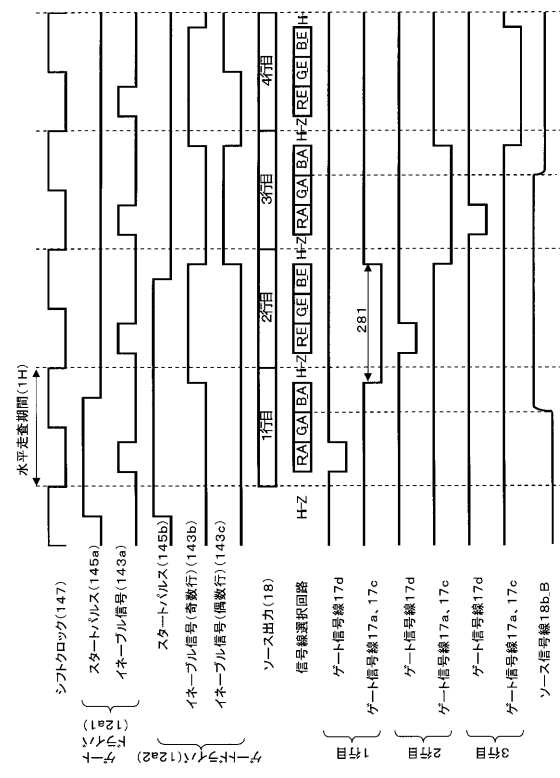 水平走査期間(1H)
シフトクロック(147)
スタートパルス(145a)
イネーブル信号(143a)
ゲート
ドライバ
(12a1)
スタートパルス(145b)
イネーブル信号(奇数行)(143b)
イネーブル信号(偶数行)(143c)
ゲートドライバ(12a2)
ソース出力(18) 1行目 2行目 3行目 4行目
信号線選択回路 Hi-Z RA G,A BA Hi-Z RE G,E B,E Hi-Z RA G,A BA Hi-Z RE G,E B,E Hi-
ゲート信号線17d
ゲート信号線17a、17c
281
1行目
ゲート信号線17d
ゲート信号線17a、17c
2行目
ゲート信号線17d
ゲート信号線17a、17c
3行目
ソース信号線18b_B